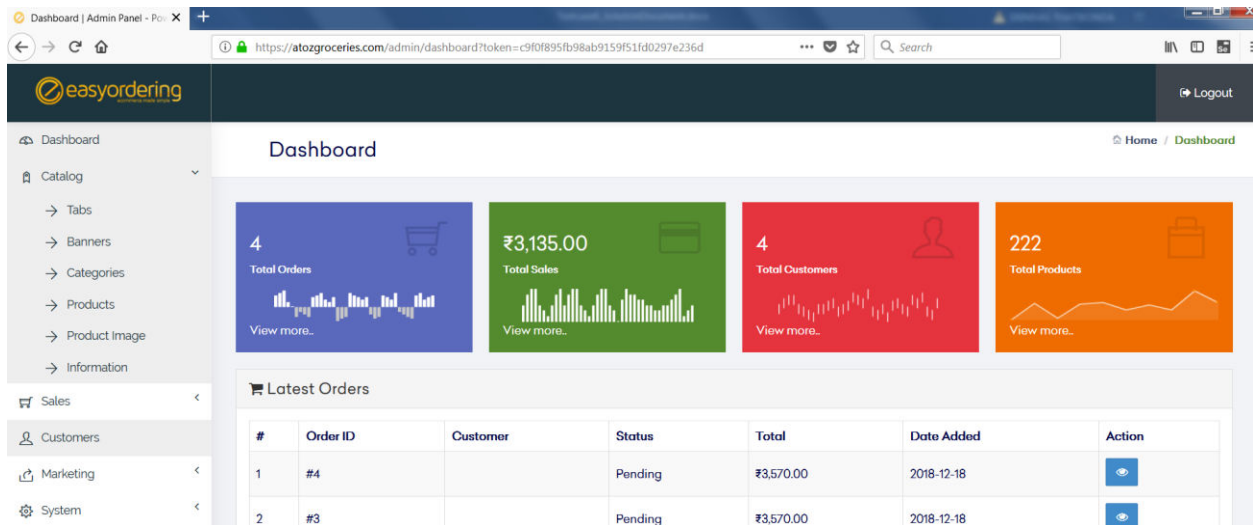 Dashboard | Admin Panel - Po
https://atozgroceries.com/admin/dashboard?token=c9f0f895fb98ab9159f51fd0297e236d
Search
easyordering
ecommerce made simple
Logout
Dashboard
Catalog
Tabs
Banners
Categories
Products
Product Image
Information
Sales
Customers
Marketing
System
Dashboard
Home / Dashboard
4
Total Orders
View more..
₹3,135.00
Total Sales
View more..
4
Total Customers
View more..
222
Total Products
View more..
Latest Orders
# Order ID Customer Status Total Date Added Action
1 #4 Pending ₹3,570.00 2018-12-18
2 #3 Pending ₹3,570.00 2018-12-18